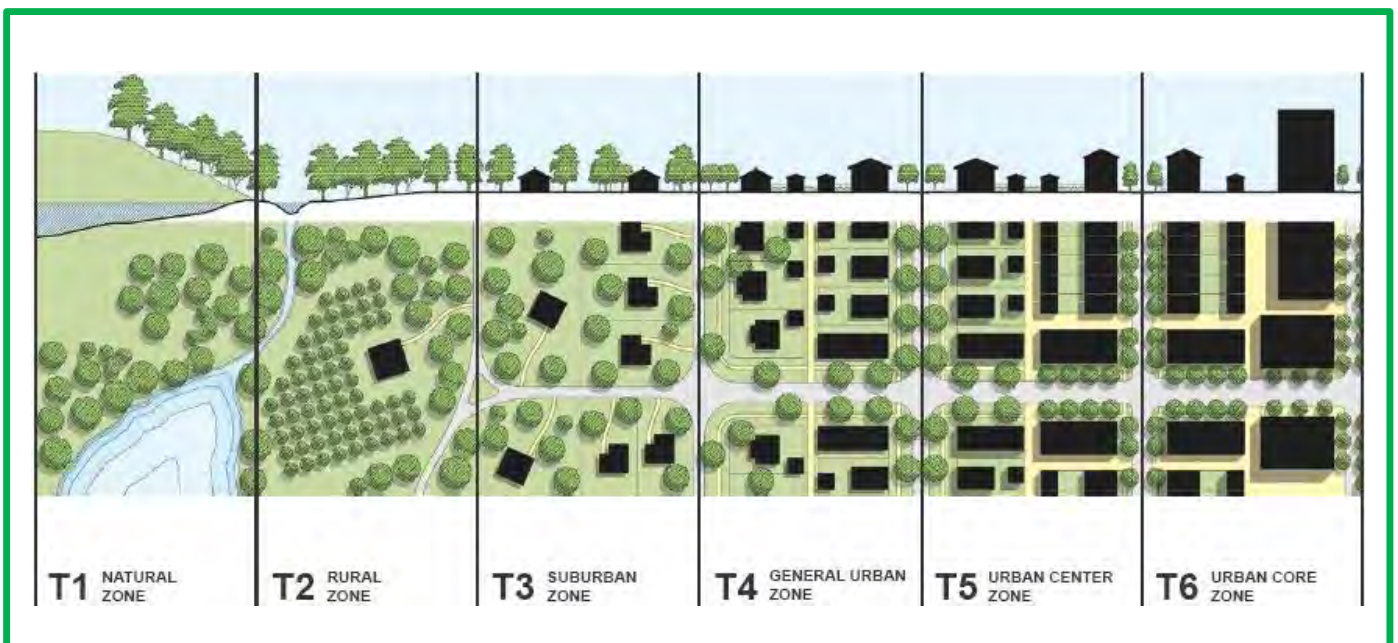 T1 NATURAL
ZONE
T2 RURAL
ZONE
T3 SUBURBAN
ZONE
T4 GENERAL URBAN
ZONE
T5 URBAN CENTER
ZONE
T6 URBAN CORE
ZONE